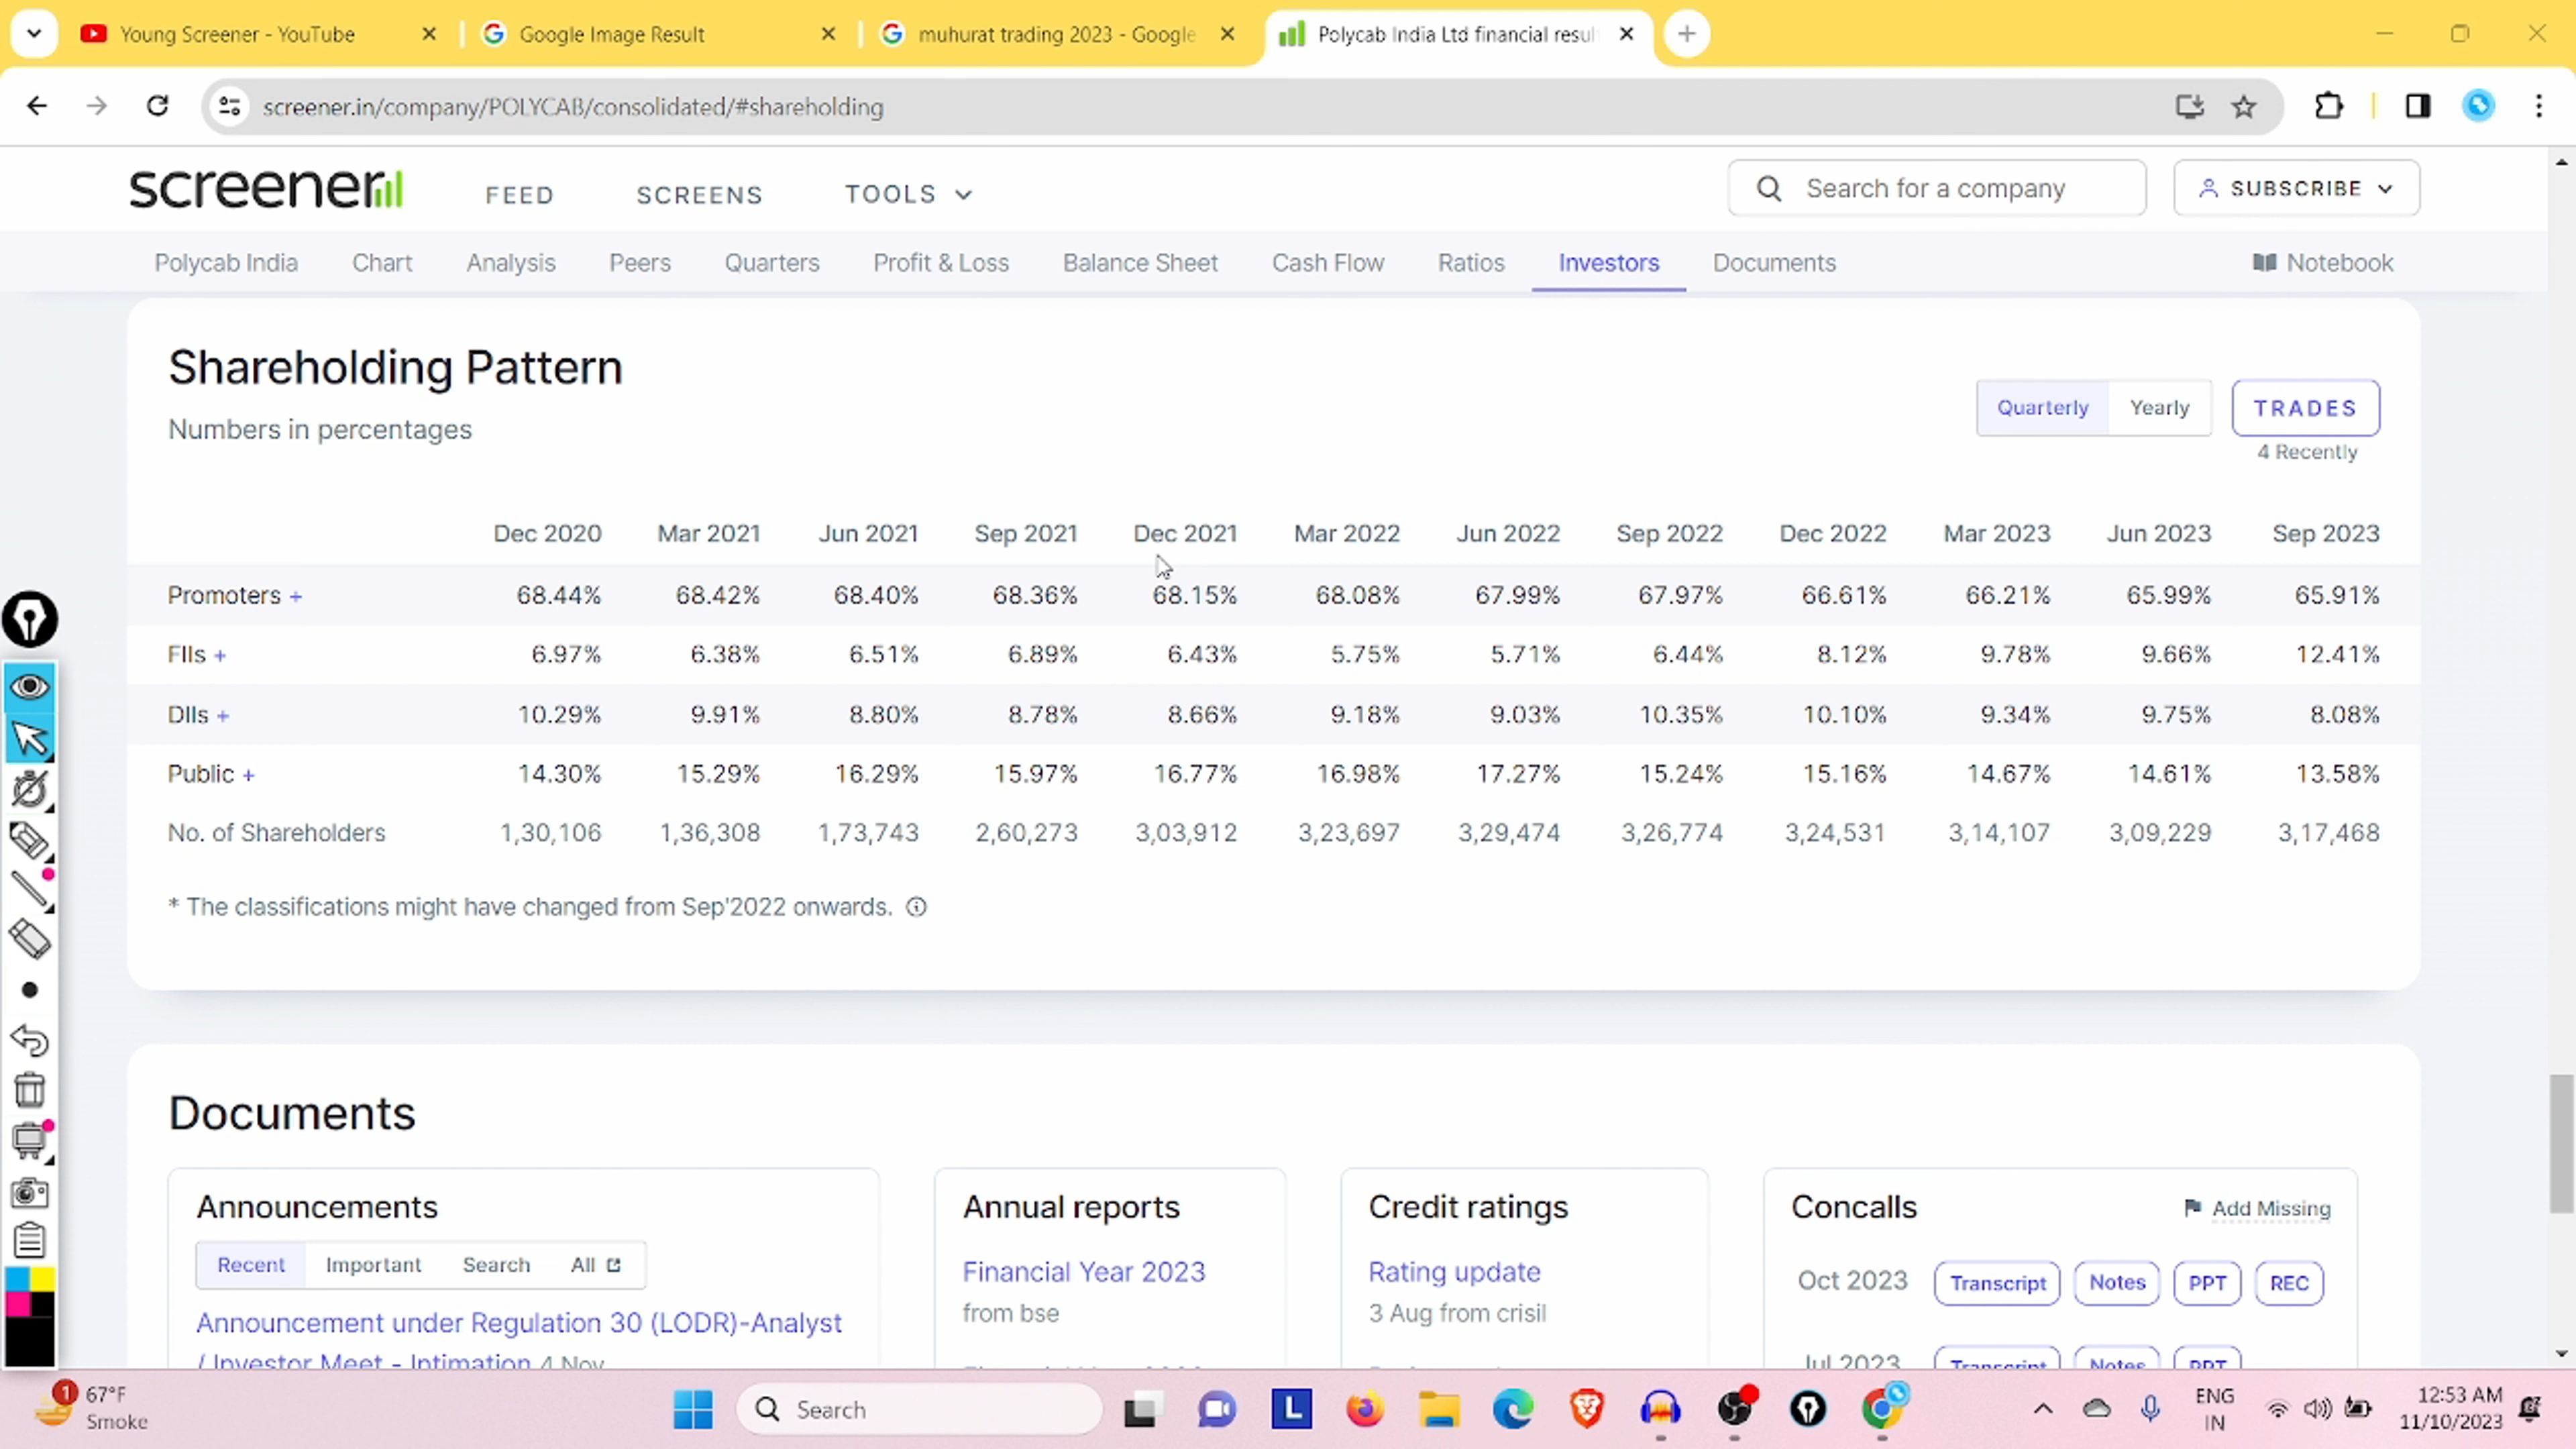 Young Screener - YouTube
Google Image Result
muhurat trading 2023 - Google
Polycab India Ltd financial resul
screener.in/company/POLYCAB/consolidated/#shareholding
screener
FEED
SCREENS
TOOLS
Search for a company
SUBSCRIBE
Polycab India
Chart
Analysis
Peers
Quarters
Profit & Loss
Balance Sheet
Cash Flow
Ratios
Investors
Documents
Notebook
Shareholding Pattern
Numbers in percentages
Quarterly
Yearly
TRADES
4 Recently
Dec 2020 Mar 2021 Jun 2021 Sep 2021 Dec 2021 Mar 2022 Jun 2022 Sep 2022 Dec 2022 Mar 2023 Jun 2023 Sep 2023
Promoters + 68.44% 68.42% 68.40% 68.36% 68.15% 68.08% 67.99% 67.97% 66.61% 66.21% 65.99% 65.91%
FIIs + 6.97% 6.38% 6.51% 6.89% 6.43% 5.75% 5.71% 6.44% 8.12% 9.78% 9.66% 12.41%
DIIs + 10.29% 9.91% 8.80% 8.78% 8.66% 9.18% 9.03% 10.35% 10.10% 9.34% 9.75% 8.08%
Public + 14.30% 15.29% 16.29% 15.97% 16.77% 16.98% 17.27% 15.24% 15.16% 14.67% 14.61% 13.58%
No. of Shareholders 1,30,106 1,36,308 1,73,743 2,60,273 3,03,912 3,23,697 3,29,474 3,26,774 3,24,531 3,14,107 3,09,229 3,17,468
* The classifications might have changed from Sep'2022 onwards.
Documents
Announcements
Recent
Important
Search
All
Announcement under Regulation 30 (LODR)-Analyst
/ Investor Meet - Intimation 4 Nov
Annual reports
Financial Year 2023
from bse
Credit ratings
Rating update
3 Aug from crisil
Concalls
Add Missing
Oct 2023 Transcript Notes PPT REC
Jul 2023 Transcript Notes PPT
1
67°F
Smoke
Search
L
ENG
IN
12:53 AM
11/10/2023